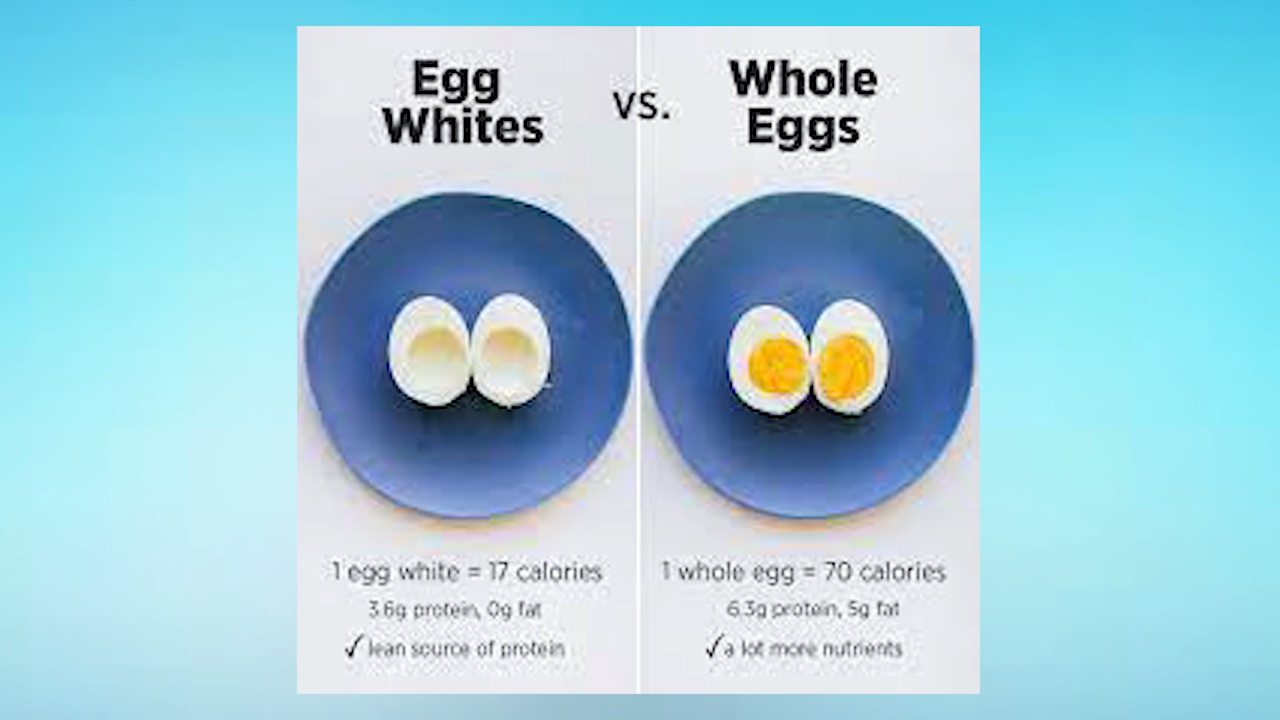 Egg
Whites
vs.
Whole
Eggs
1 egg white = 17 calories
3.6g protein, 0g fat
✓ lean source of protein
1 whole egg = 70 calories
6.3g protein, 5g fat
✓ a lot more nutrients